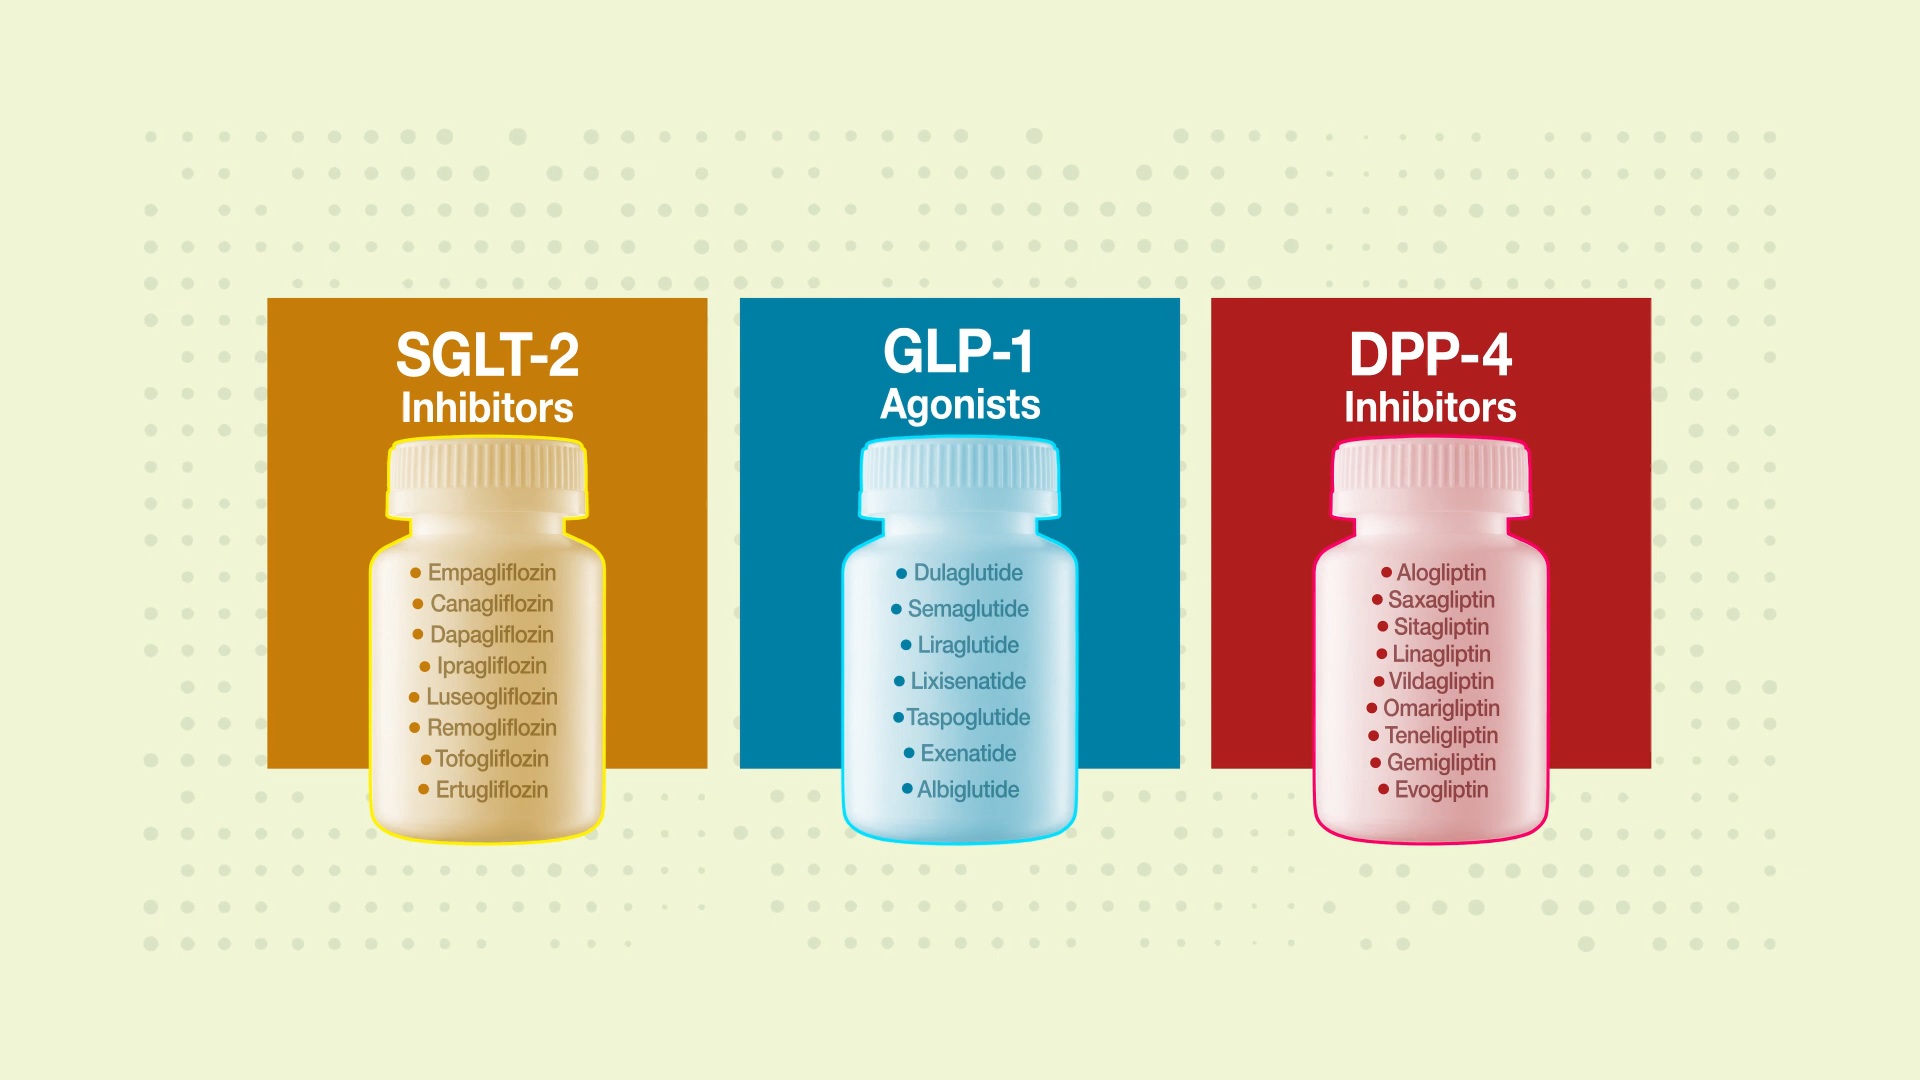 SGLT-2
Inhibitors
• Empagliflozin
• Canagliflozin
• Dapagliflozin
• Ipragliflozin
• Luseogliflozin
• Remogliflozin
• Tofogliflozin
• Ertugliflozin
GLP-1
Agonists
• Dulaglutide
• Semaglutide
• Liraglutide
• Lixisenatide
• Taspoglutide
• Exenatide
• Albiglutide
DPP-4
Inhibitors
• Alogliptin
• Saxagliptin
• Sitagliptin
• Linagliptin
• Vildagliptin
• Omarigliptin
• Teneligliptin
• Gemigliptin
• Evogliptin